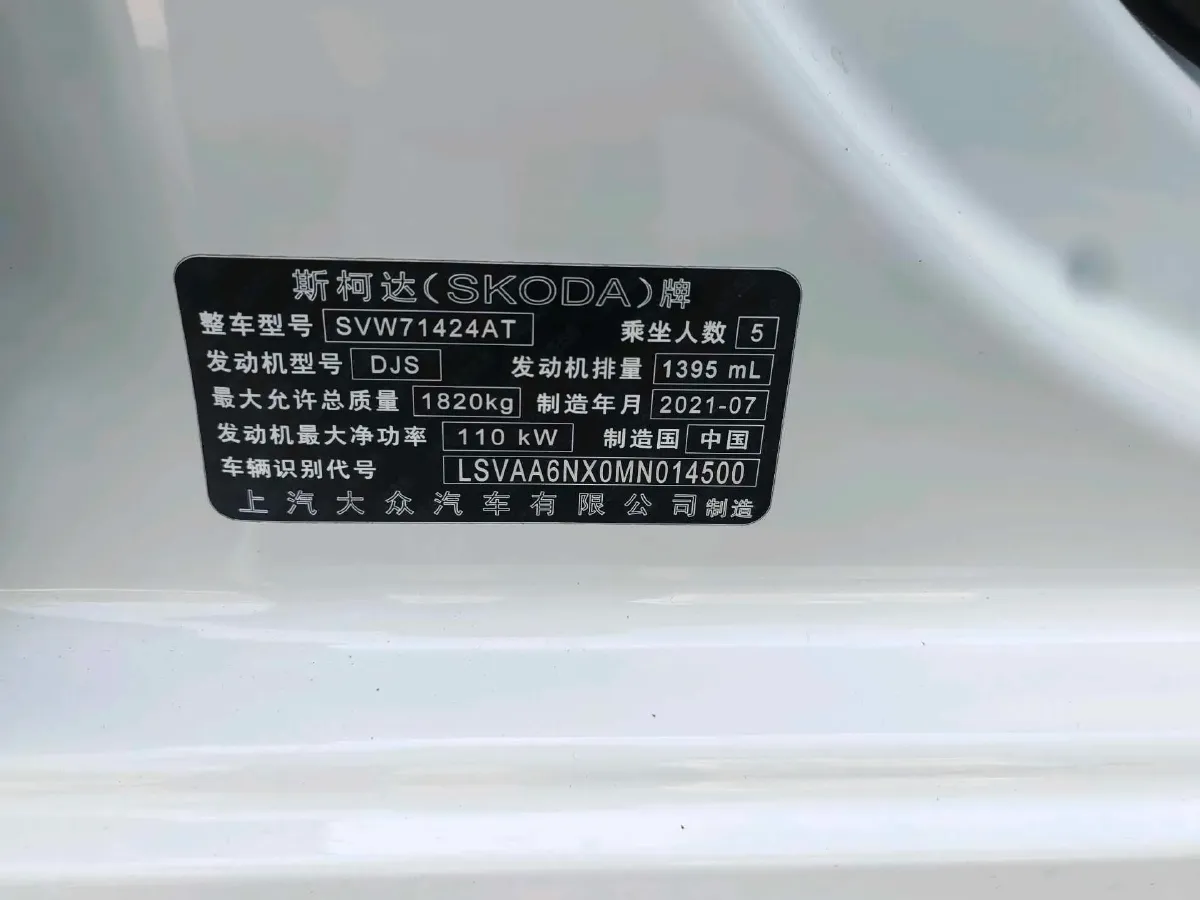 斯柯达(SKODA)牌
整车型号 SVW71424AT 乘坐人数 5
发动机型号 DJS 发动机排量 1395 mL
最大允许总质量 1820kg 制造年月 2021-07
发动机最大净功率 110 kW 制造国 中国
车辆识别代号 LSVAA6NX0MN014500
上汽大众汽车有限公司制造